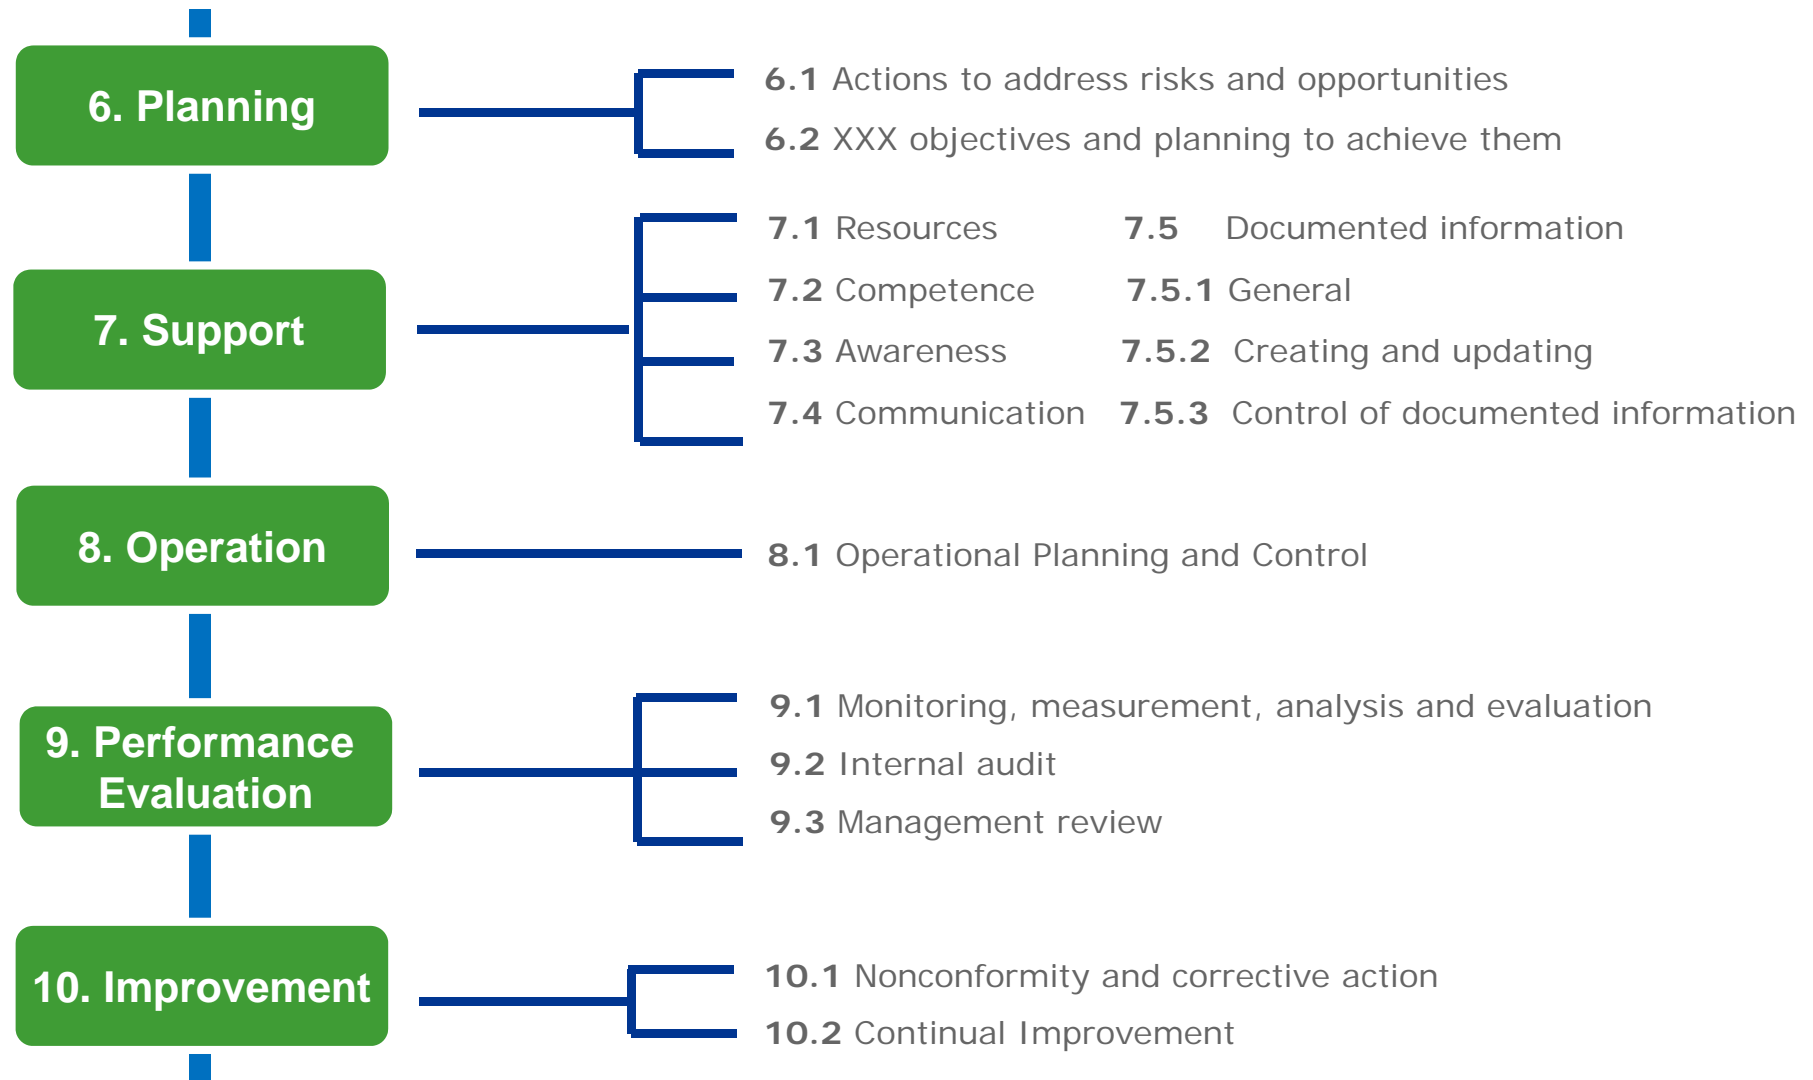 6. Planning
6.1 Actions to address risks and opportunities
6.2 XXX objectives and planning to achieve them
7. Support
7.1 Resources
7.2 Competence
7.3 Awareness
7.4 Communication
7.5 Documented information
7.5.1 General
7.5.2 Creating and updating
7.5.3 Control of documented information
8. Operation
8.1 Operational Planning and Control
9. Performance
Evaluation
9.1 Monitoring, measurement, analysis and evaluation
9.2 Internal audit
9.3 Management review
10. Improvement
10.1 Nonconformity and corrective action
10.2 Continual Improvement